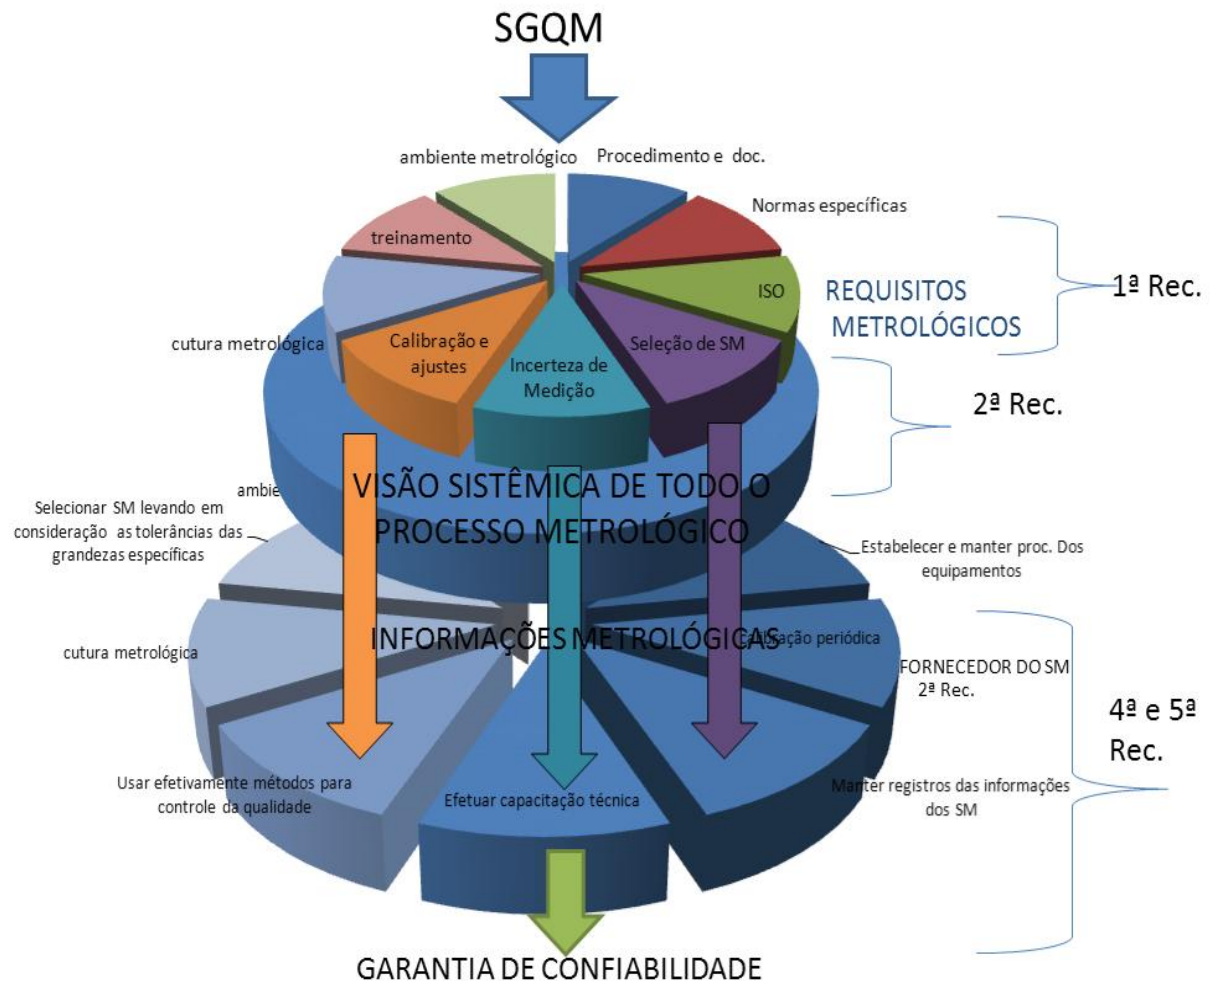 SGQM
ambiente metrológico
Procedimento e doc.
Normas específicas
treinamento
ISO
REQUISITOS
METROLÓGICOS
1ª Rec.
cutura metrológica
Calibração e
ajustes
Incerteza de
Medição
Seleção de SM
2ª Rec.
VISÃO SISTÊMICA DE TODO O
PROCESSO METROLÓGICO
ambie
Selecionar SM levando em
consideração as tolerâncias das
grandezas específicas
Estabelecer e manter proc. Dos
equipamentos
INFORMAÇÕES METROLÓGICAS
Calibração periódica
cutura metrológica
FORNECEDOR DO SM
2ª Rec.
4ª e 5ª
Rec.
Usar efetivamente métodos para
controle da qualidade
Efetuar capacitação técnica
Manter registros das informações
dos SM
GARANTIA DE CONFIABILIDADE